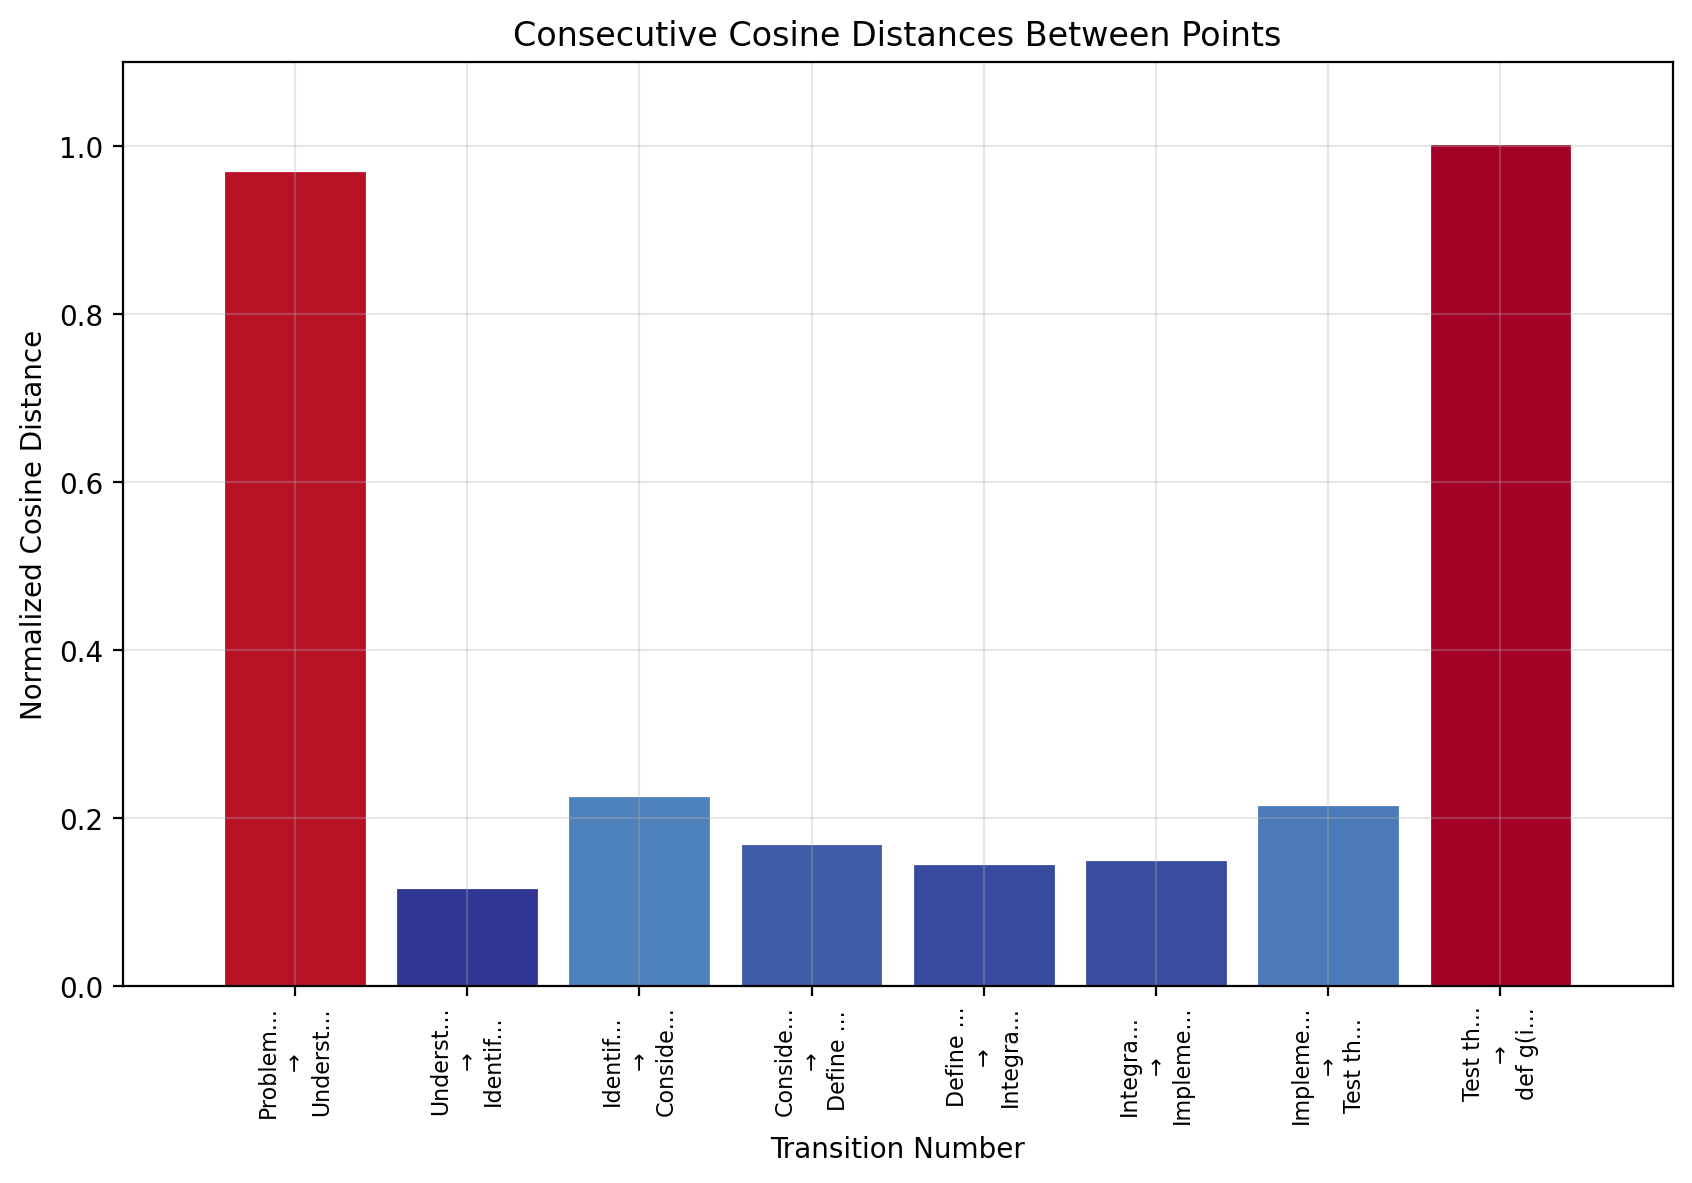 Consecutive Cosine Distances Between Points
Normalized Cosine Distance
1.0
0.8
0.6
0.4
0.2
0.0
Problem...
→
Underst...
Underst...
→
Identif...
Identif...
→
Conside...
Conside...
→
Define ...
Define ...
→
Integra...
Integra...
→
Impleme...
Impleme...
→
Test th...
Test th...
→
def g(i...
Transition Number